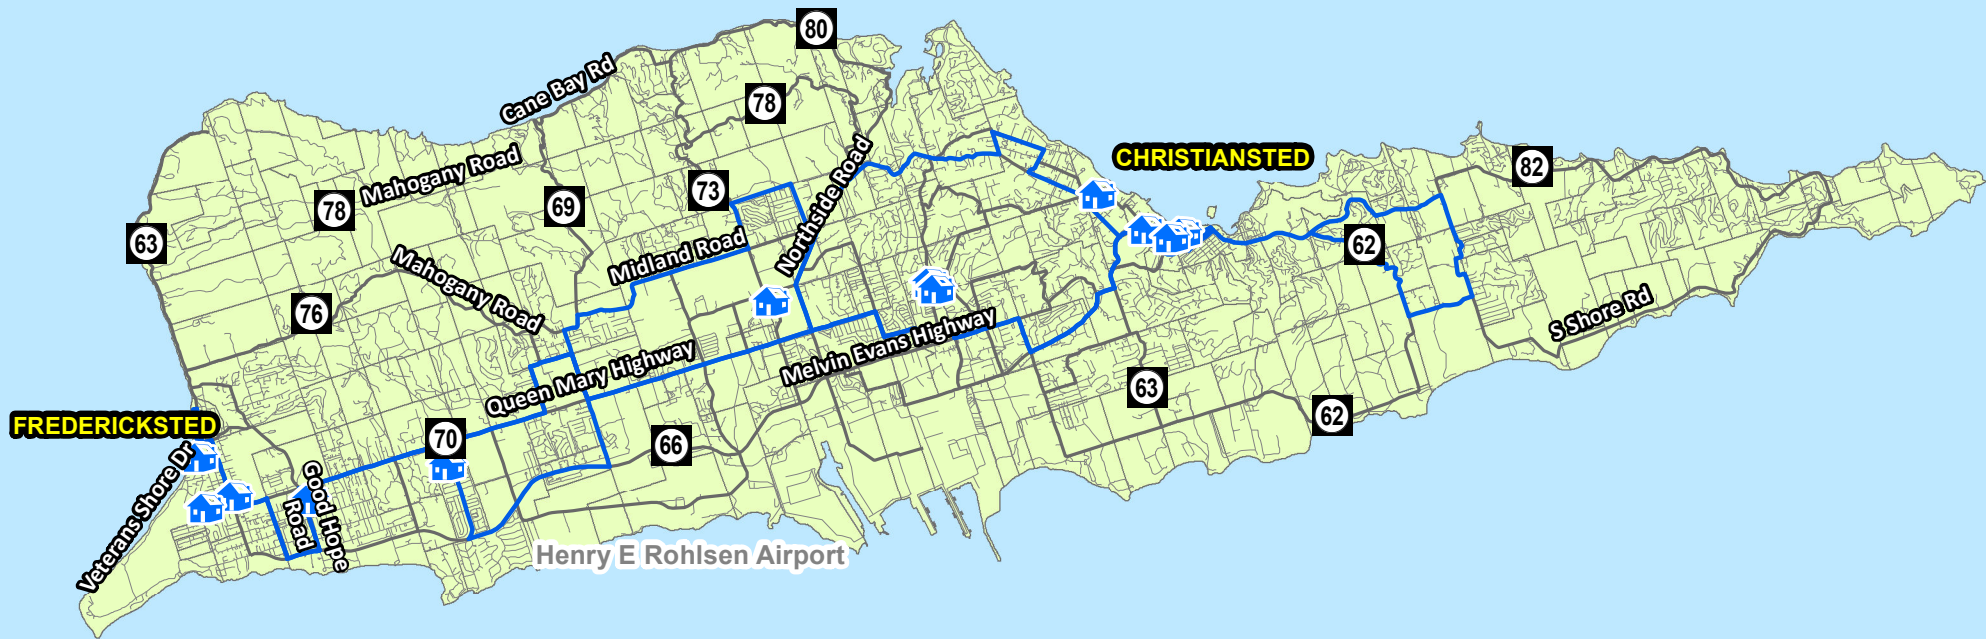 80
Cane Bay Rd
78
Northside Road
CHRISTIANSTED
82
Mahogany Road
73
78
69
63
62
Midland Road
Mahogany Road
76
S Shore Rd
Melvin Evans Highway
Queen Mary Highway
63
62
FREDERICKSTED
70
66
Veterans Shore Dr
Good Hope
Road
Henry E Rohlsen Airport